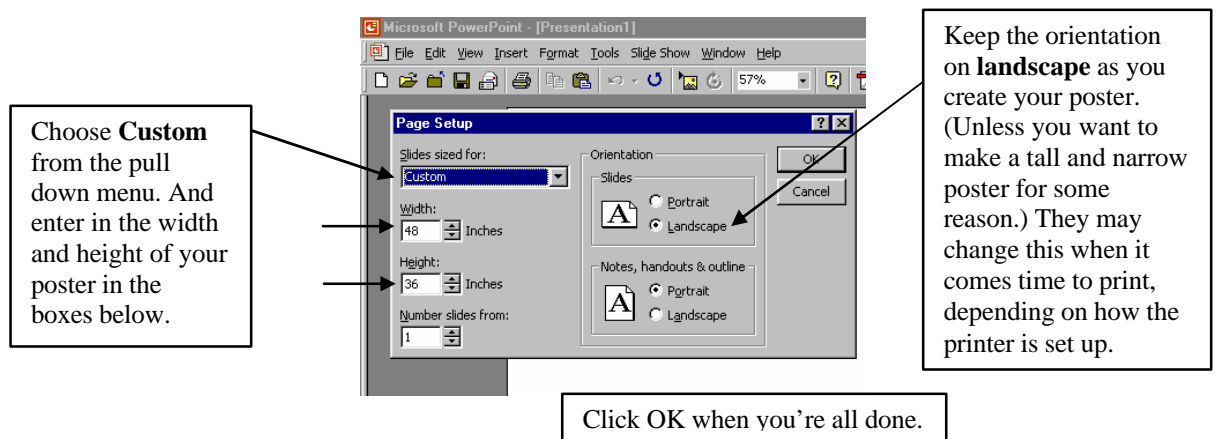 Microsoft PowerPoint - [Presentation1]
File Edit View Insert Format Tools Slide Show Window Help
57%
Choose Custom
from the pull
down menu. And
enter in the width
and height of your
poster in the
boxes below.
Page Setup
Slides sized for:
Custom
Width:
48 Inches
Height:
36 Inches
Number slides from:
1
Orientation
Slides
A
Portrait
Landscape
Notes, handouts & outline
A
Portrait
Landscape
OK
Cancel
Keep the orientation
on landscape as you
create your poster.
(Unless you want to
make a tall and narrow
poster for some
reason.) They may
change this when it
comes time to print,
depending on how the
printer is set up.
Click OK when you’re all done.